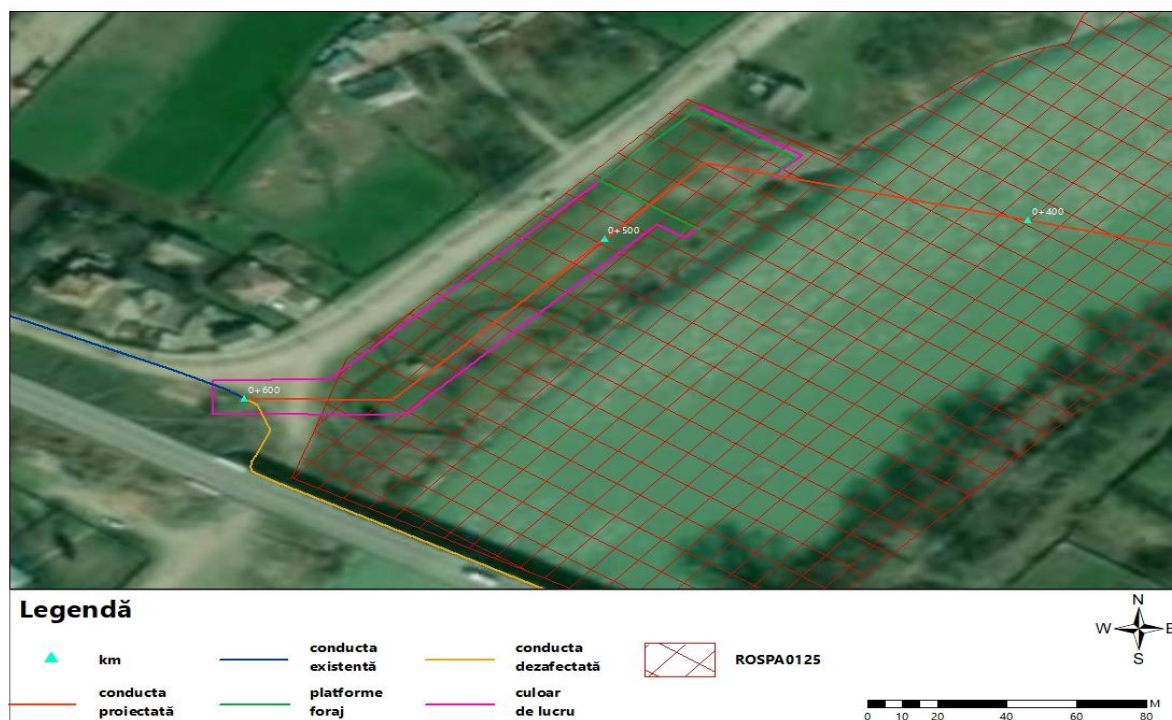 0+400
0+500
0+600
Legendă
km
conducta
existentă
conducta
dezafectată
ROSPA0125
conducta
proiectată
platforme
foraj
culoar
de lucru
N
W E
S
M
0 10 20 40 60 80